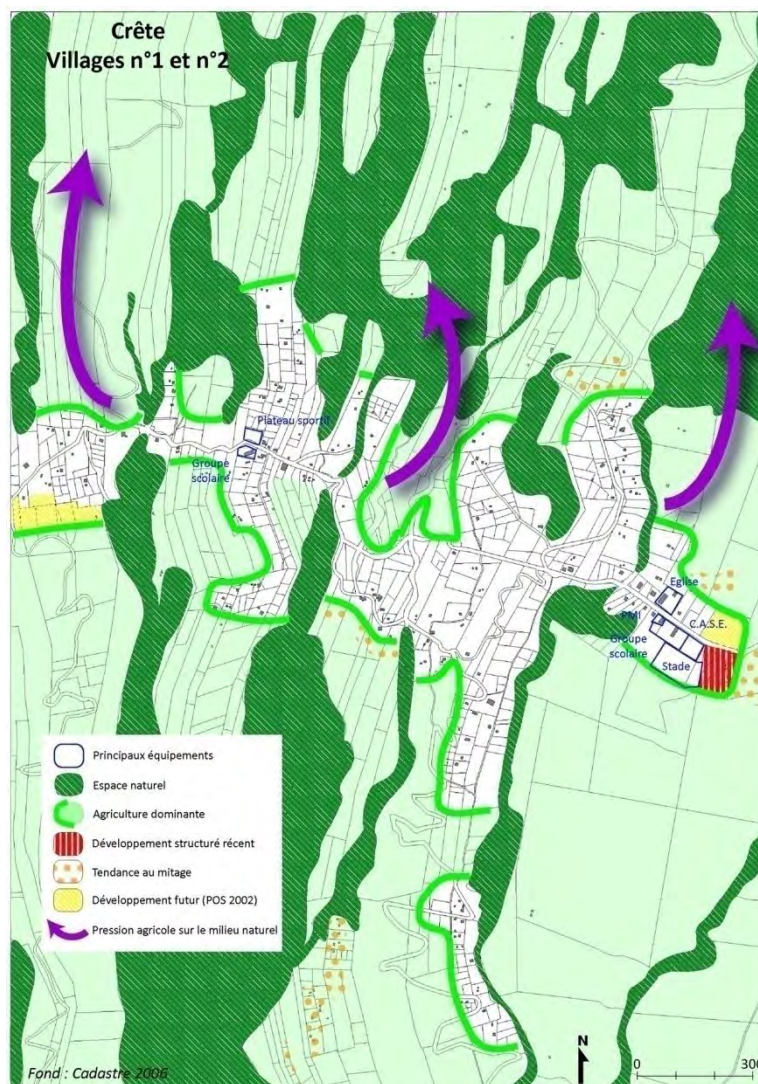 Crête
Villages n°1 et n°2
Plateau sportif
Groupe
scolaire
Eglise
PMI
C.A.S.E.
Groupe
scolaire
Stade
Principaux équipements
Espace naturel
Agriculture dominante
Développement structuré récent
Tendance au mitage
Développement futur (POS 2002)
Pression agricole sur le milieu naturel
Fond : Cadastre 2006
N
0
300